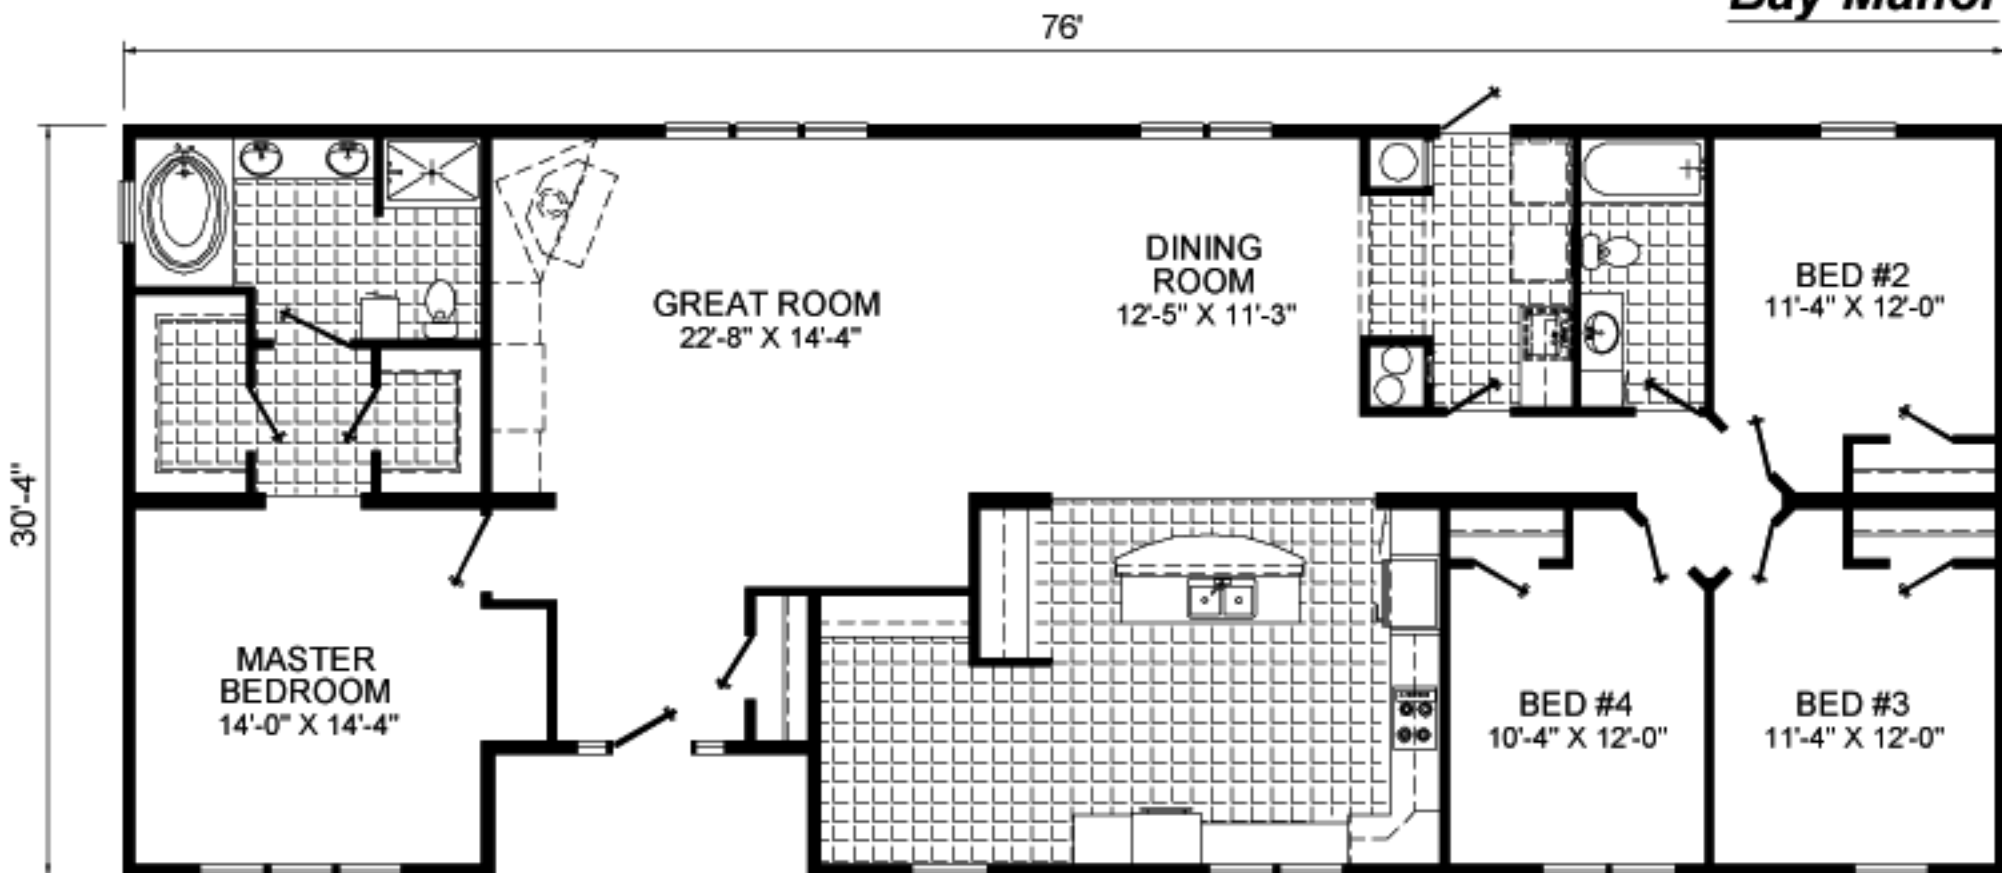 Bay Manor
76'
30'-4"
GREAT ROOM
22'-8" X 14'-4"
DINING
ROOM
12'-5" X 11'-3"
BED #2
11'-4" X 12'-0"
MASTER
BEDROOM
14'-0" X 14'-4"
BED #4
10'-4" X 12'-0"
BED #3
11'-4" X 12'-0"